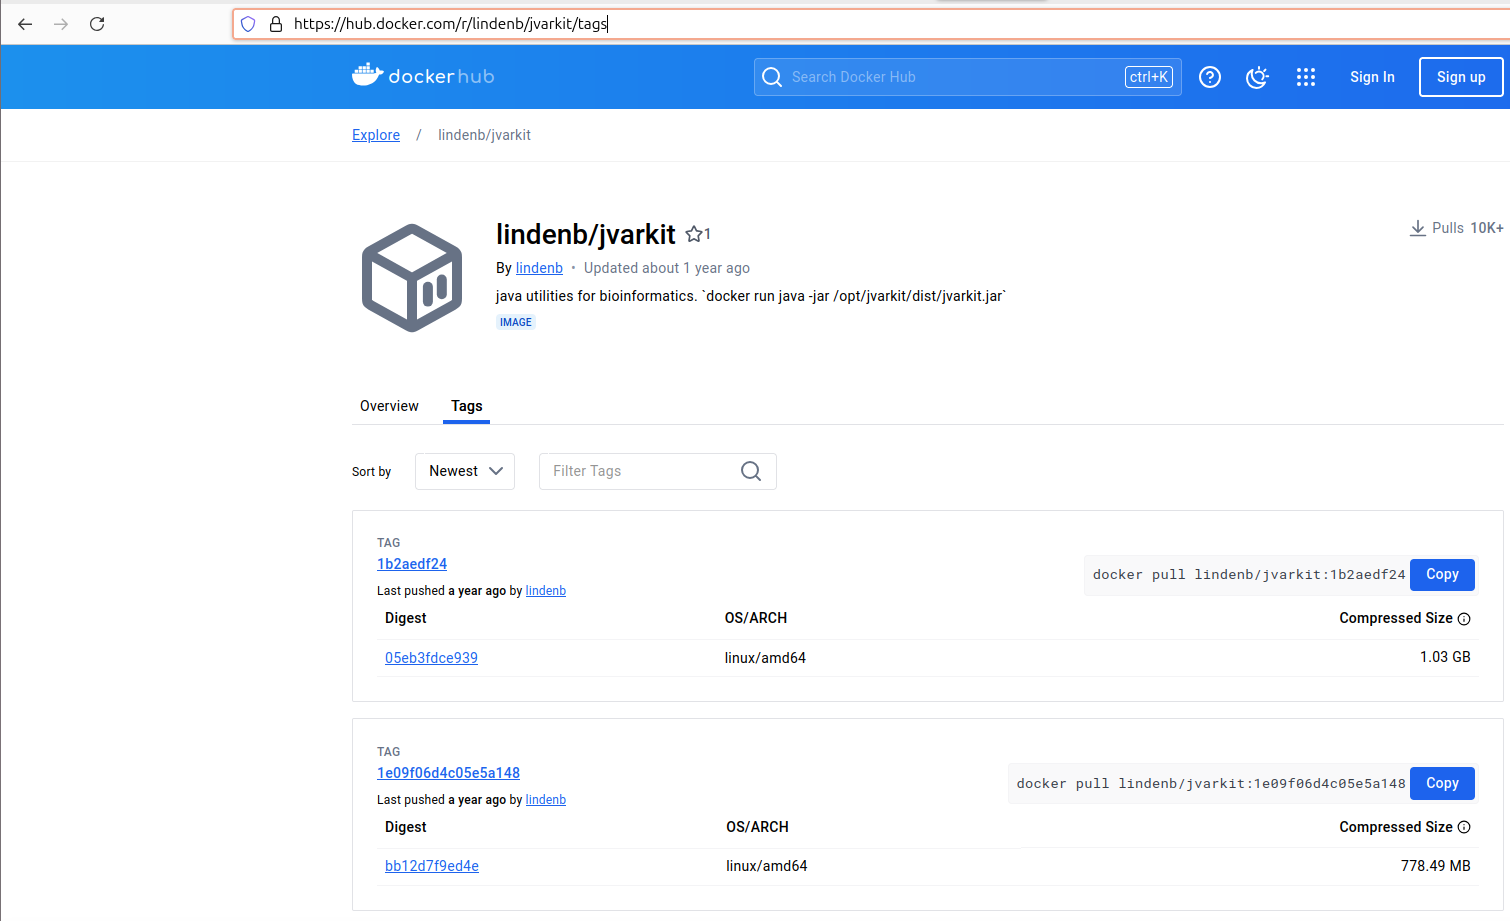 https://hub.docker.com/r/lindenb/jvarkit/tags
dockerhub
Search Docker Hub
ctrl+K
Sign In
Sign up
Explore / lindenb/jvarkit
lindenb/jvarkit 1
Pulls 10K+
By lindenb • Updated about 1 year ago
java utilities for bioinformatics. `docker run java -jar /opt/jvarkit/dist/jvarkit.jar`
IMAGE
Overview Tags
Sort by Newest Filter Tags
TAG
1b2aedf24
docker pull lindenb/jvarkit:1b2aedf24 Copy
Last pushed a year ago by lindenb
Digest OS/ARCH Compressed Size
05eb3fdce939 linux/amd64 1.03 GB
TAG
1e09f06d4c05e5a148
docker pull lindenb/jvarkit:1e09f06d4c05e5a148 Copy
Last pushed a year ago by lindenb
Digest OS/ARCH Compressed Size
bb12d7f9ed4e linux/amd64 778.49 MB